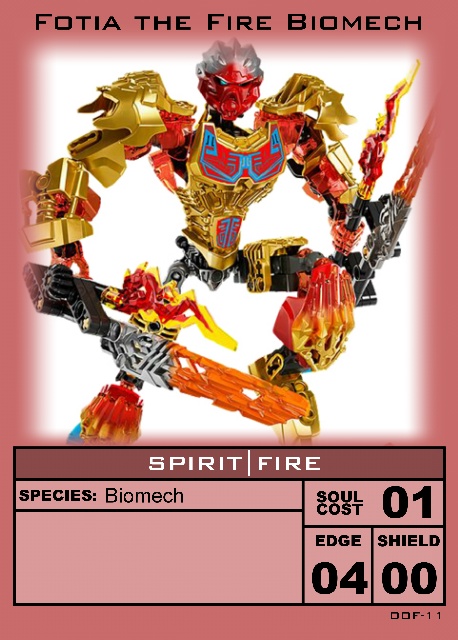 Fotia the Fire Biomech
SPIRIT|FIRE
SPECIES: Biomech
SOUL COST 01
EDGE SHIELD
04 00
DOF-11